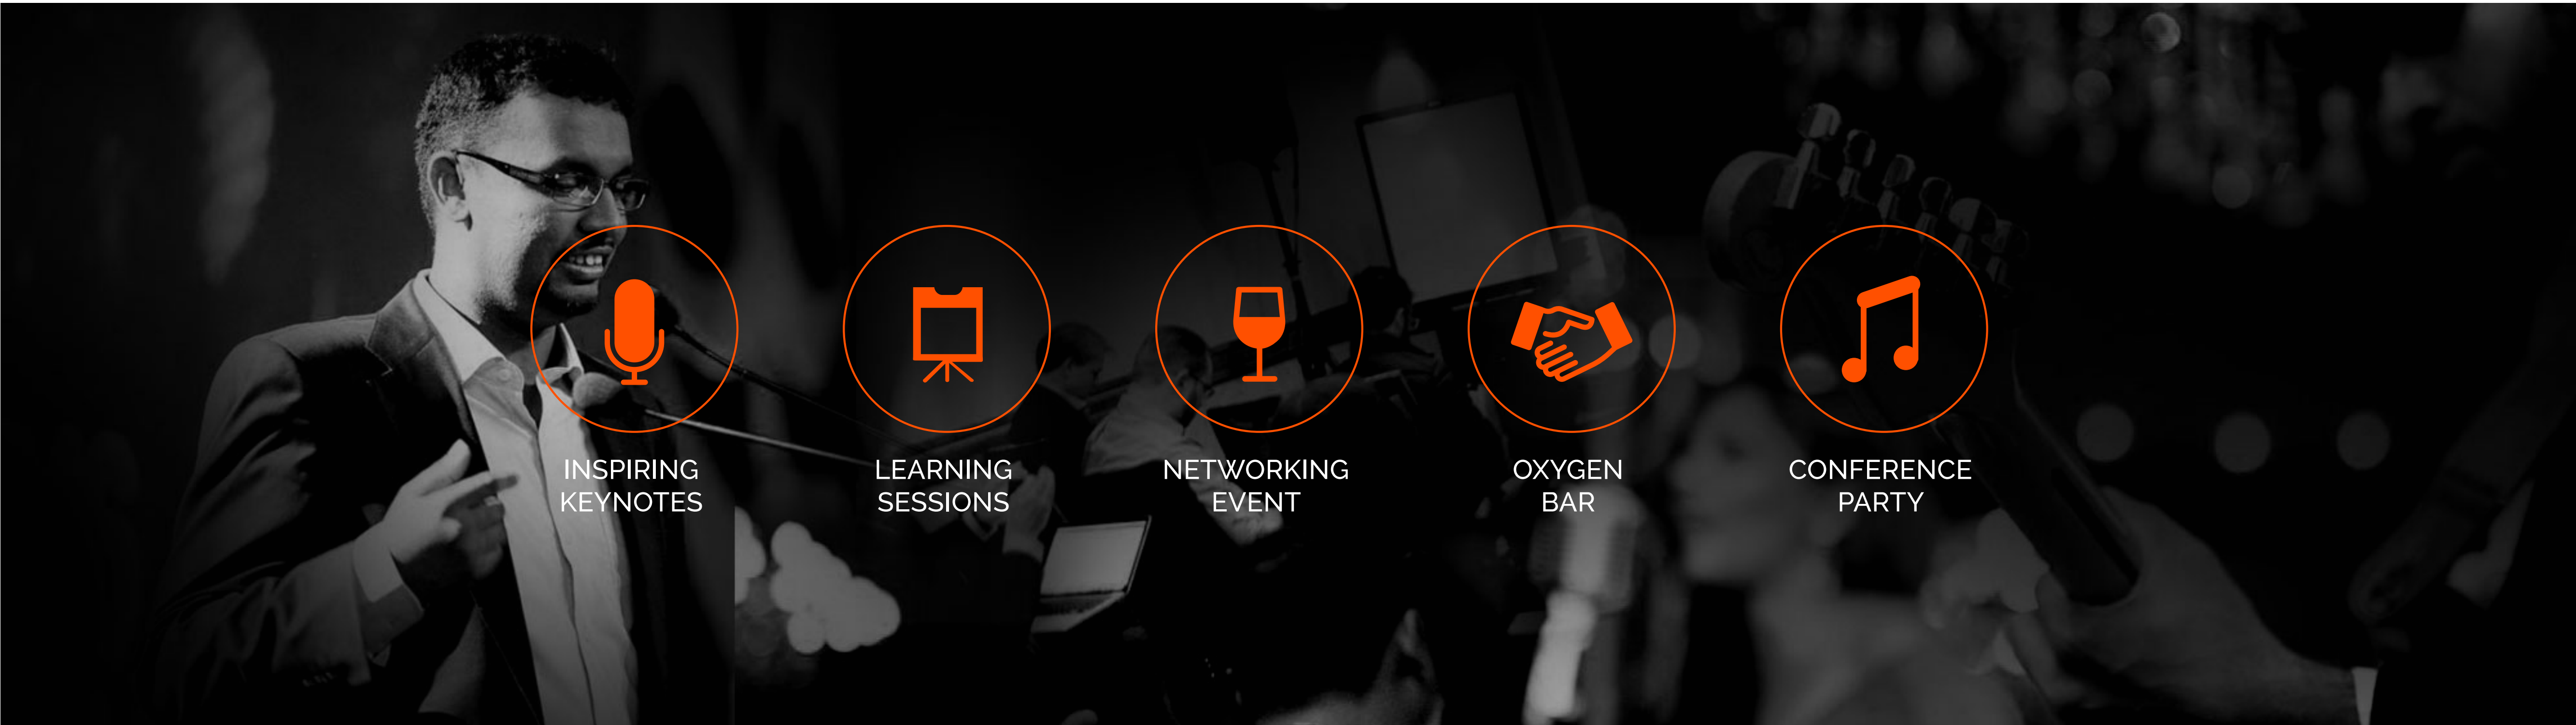 INSPIRING
KEYNOTES
LEARNING
SESSIONS
NETWORKING
EVENT
OXYGEN
BAR
CONFERENCE
PARTY